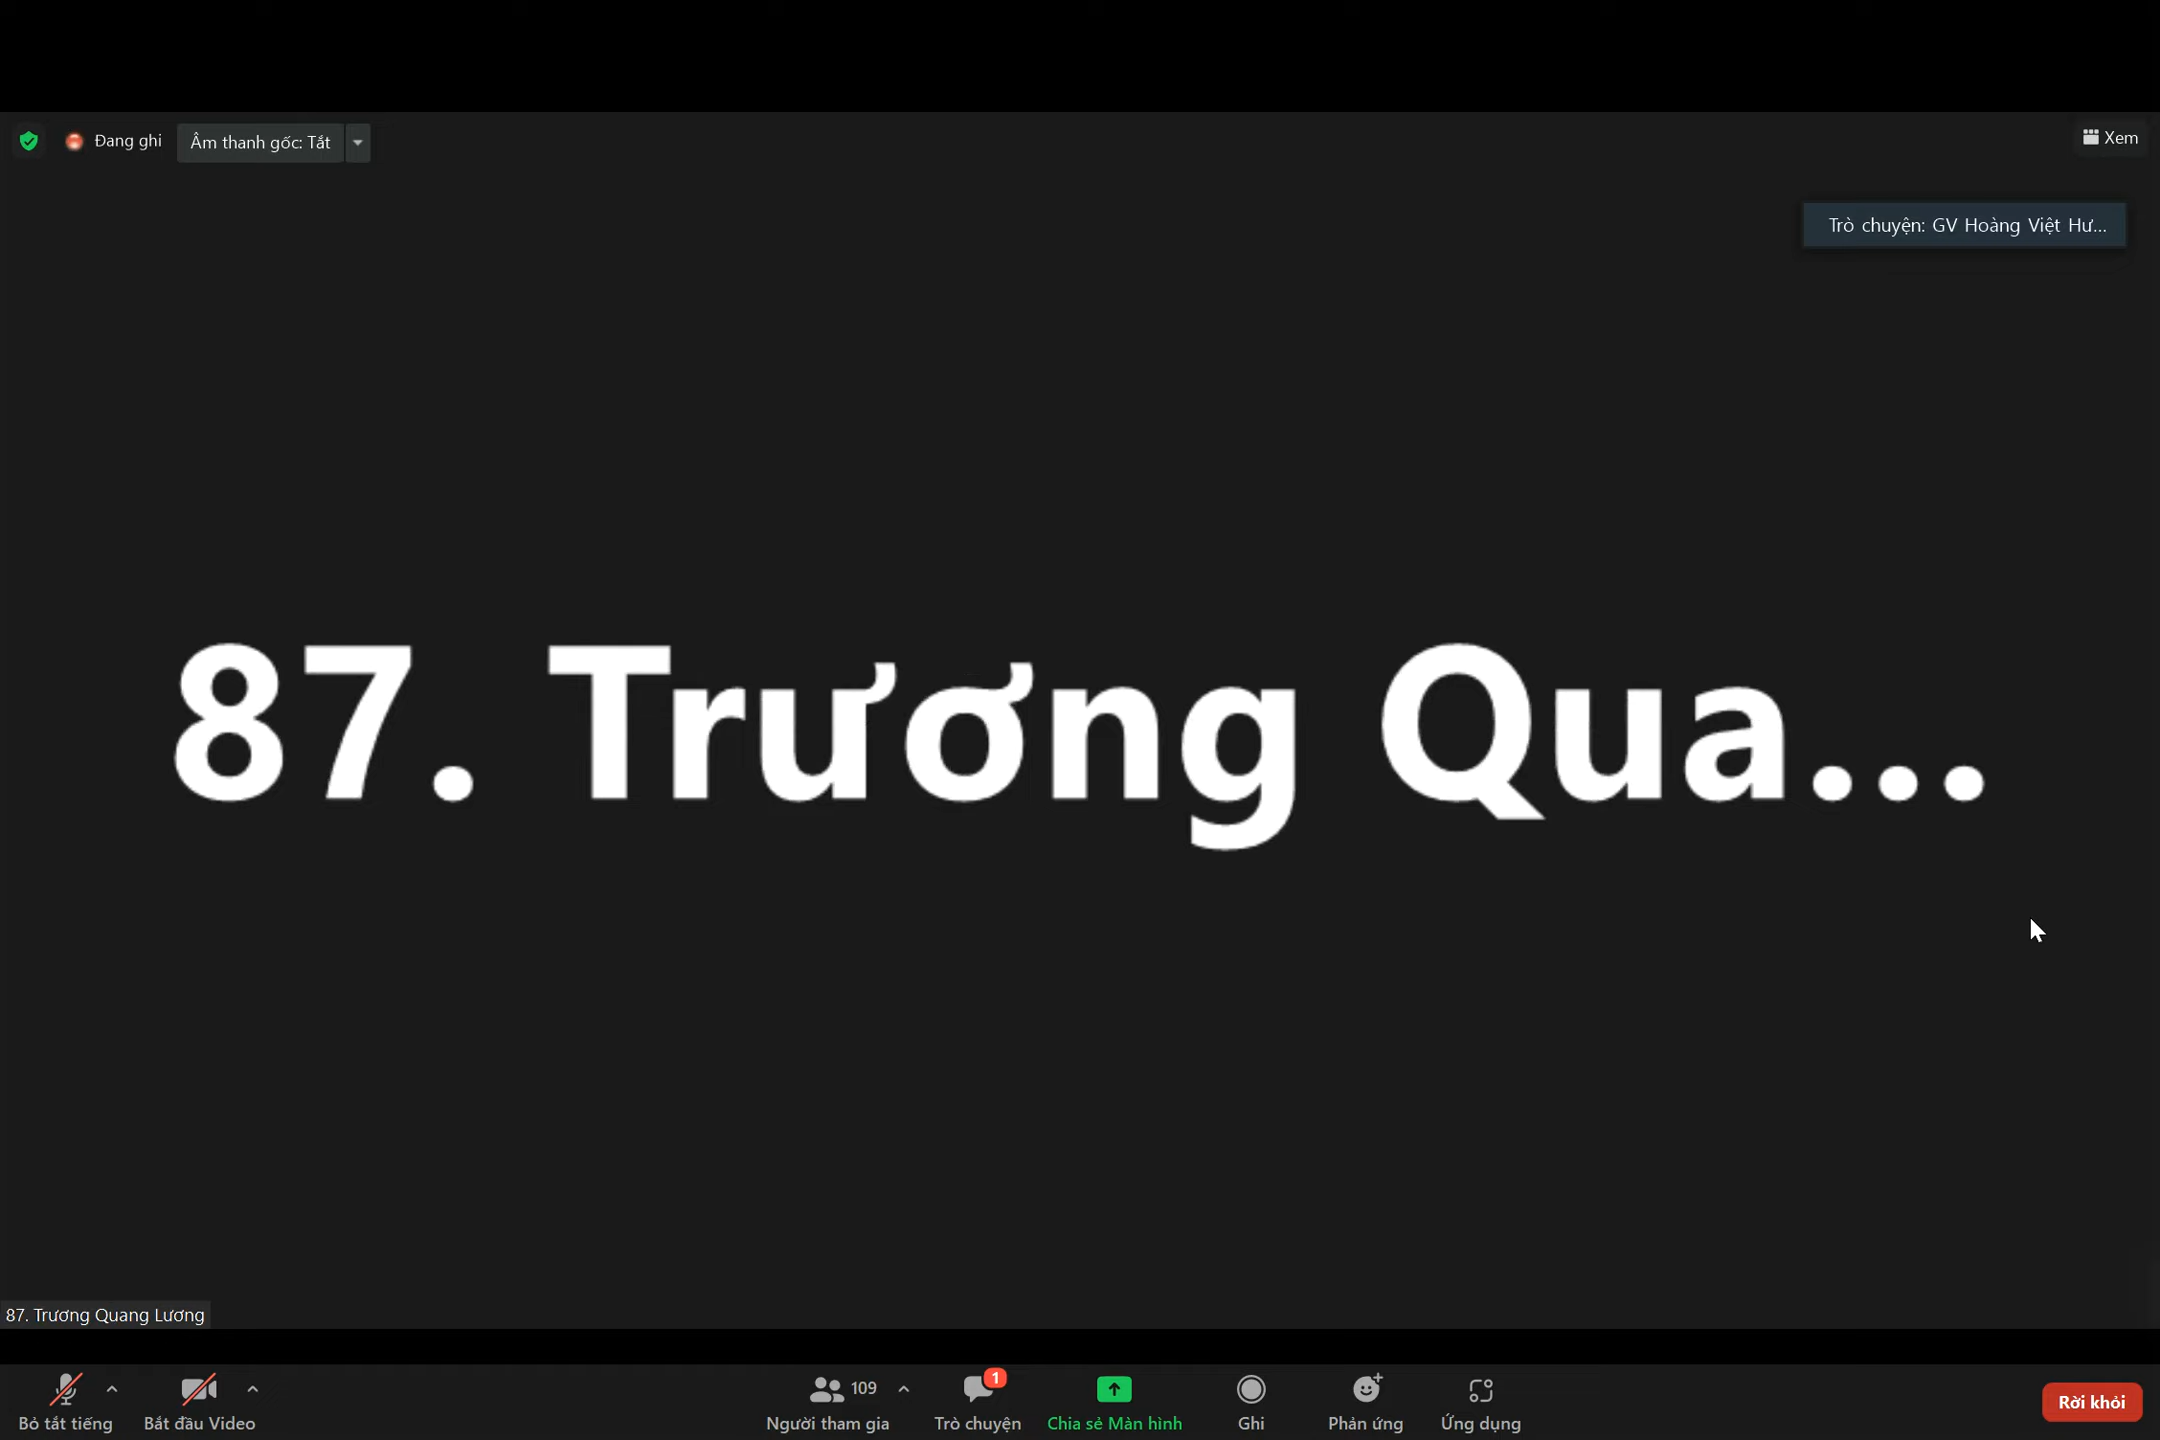 Đang ghi
Âm thanh gốc: Tắt
Xem
Trò chuyện: GV Hoàng Việt Hư...
87. Trương Qua...
87. Trương Quang Lương
109
1
Bỏ tắt tiếng
Bắt đầu Video
Người tham gia
Trò chuyện
Chia sẻ Màn hình
Ghi
Phản ứng
Ứng dụng
Rời khỏi